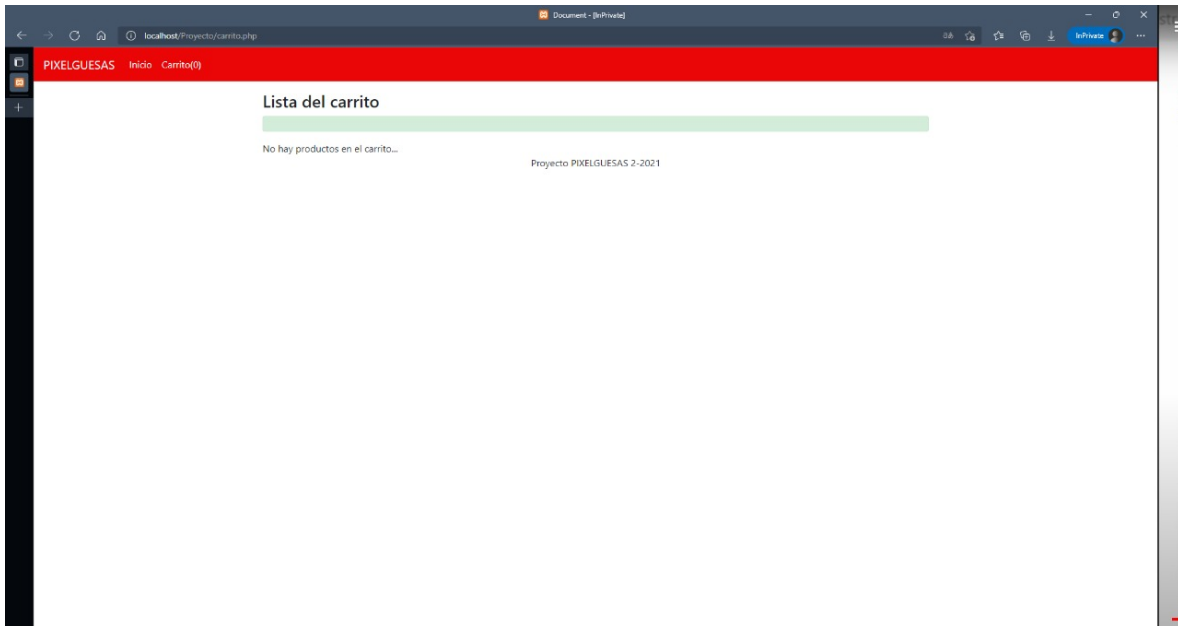 Document - [InPrivate]
localhost/Proyecto/carrito.php
InPrivate
PIXELGUESAS Inicio Carrito(0)
Lista del carrito
No hay productos en el carrito...
Proyecto PIXELGUESAS 2-2021